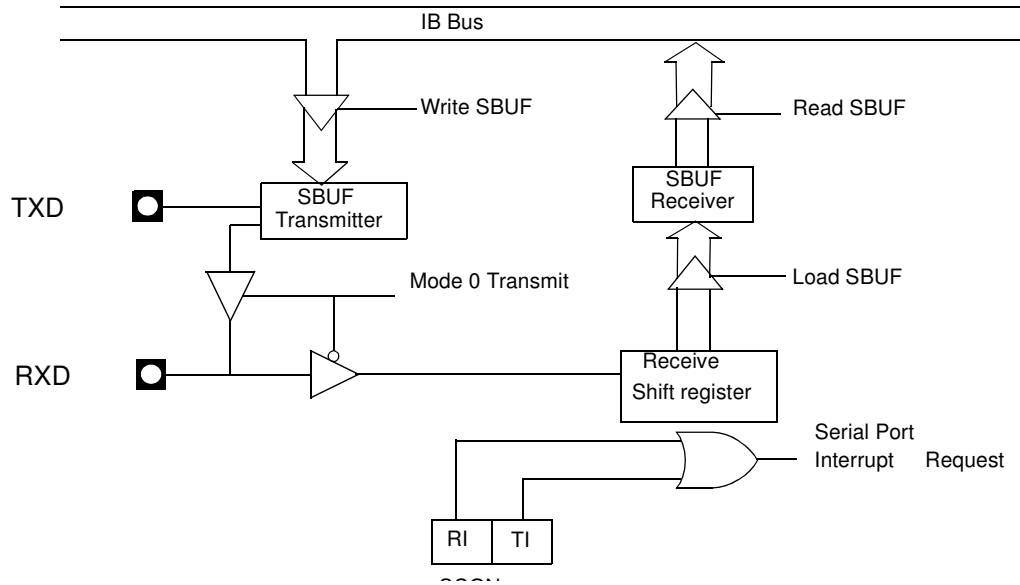 IB Bus
Write SBUF
Read SBUF
SBUF
Transmitter
SBUF
Receiver
TXD
Mode 0 Transmit
Load SBUF
RXD
Receive
Shift register
Serial Port
Interrupt Request
RI
TI